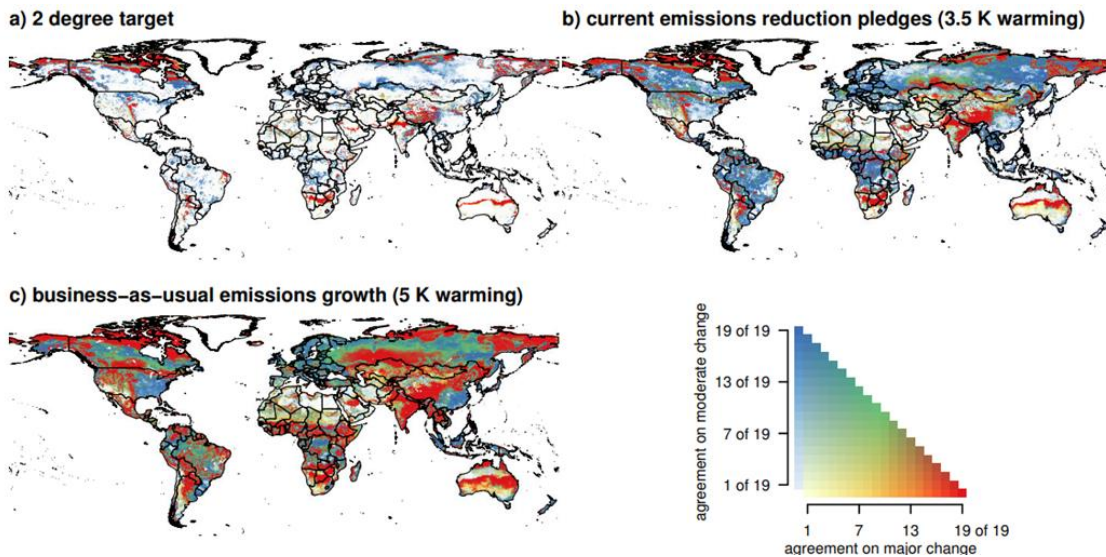 a) 2 degree target
b) current emissions reduction pledges (3.5 K warming)
c) business−as−usual emissions growth (5 K warming)
agreement on moderate change
19 of 19
13 of 19
7 of 19
1 of 19
1 7 13 19 of 19
agreement on major change